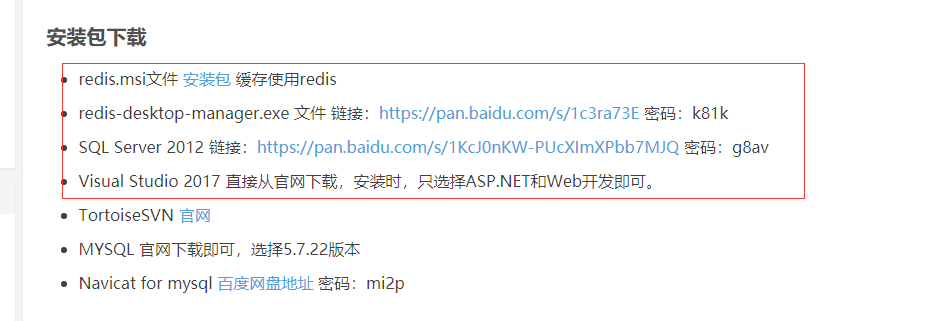 安装包下载
redis.msi文件 安装包 缓存使用redis
redis-desktop-manager.exe 文件 链接：https://pan.baidu.com/s/1c3ra73E 密码：k81k
SQL Server 2012 链接：https://pan.baidu.com/s/1KcJ0nKW-PUcXImXPbb7MJQ 密码：g8av
Visual Studio 2017 直接从官网下载，安装时，只选择ASP.NET和Web开发即可。
TortoiseSVN 官网
MYSQL 官网下载即可，选择5.7.22版本
Navicat for mysql 百度网盘地址 密码：mi2p